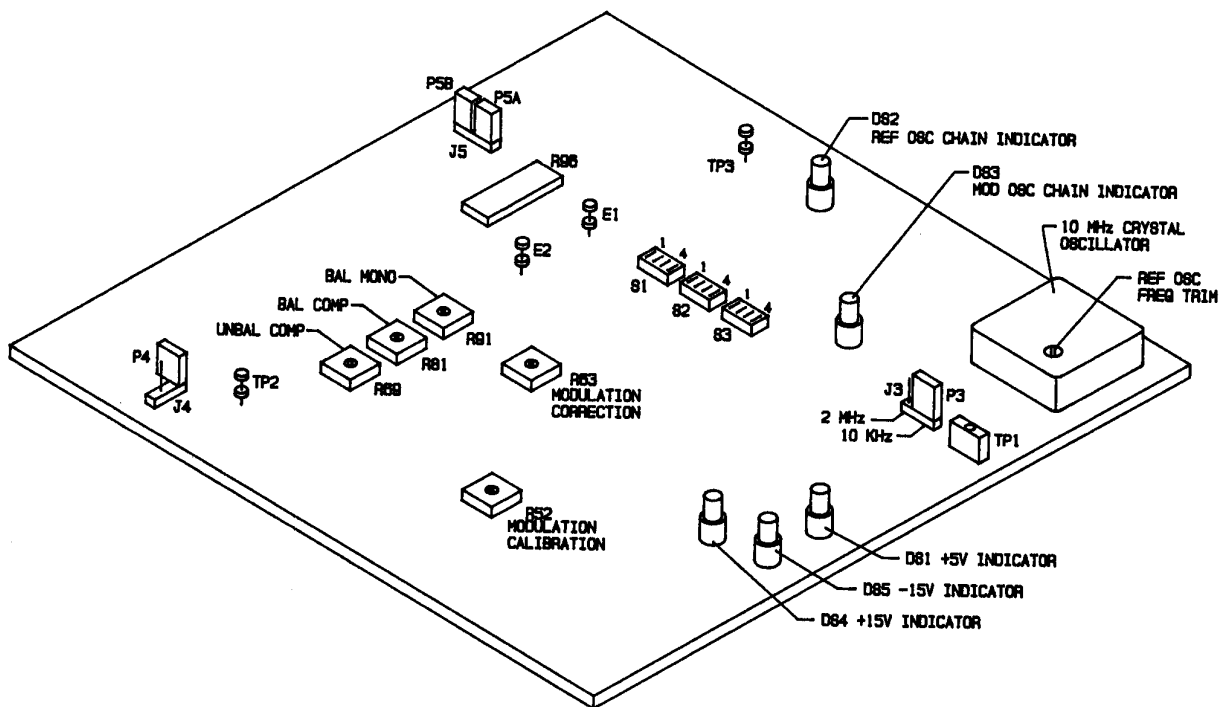 P5B
P5A
J5
R96
TP3
DS2
REF OSC CHAIN INDICATOR
DS3
MOD OSC CHAIN INDICATOR
10 MHz CRYSTAL
OSCILLATOR
REF OSC
FREQ TRIM
E1
E2
1
4
S1
1
4
S2
1
4
S3
BAL MONO
BAL COMP
UNBAL COMP
R91
R81
R69
P4
J4
TP2
R63
MODULATION
CORRECTION
J3
P3
2 MHz
10 KHz
TP1
R52
MODULATION
CALIBRATION
DS1 +5V INDICATOR
DS5 -15V INDICATOR
DS4 +15V INDICATOR